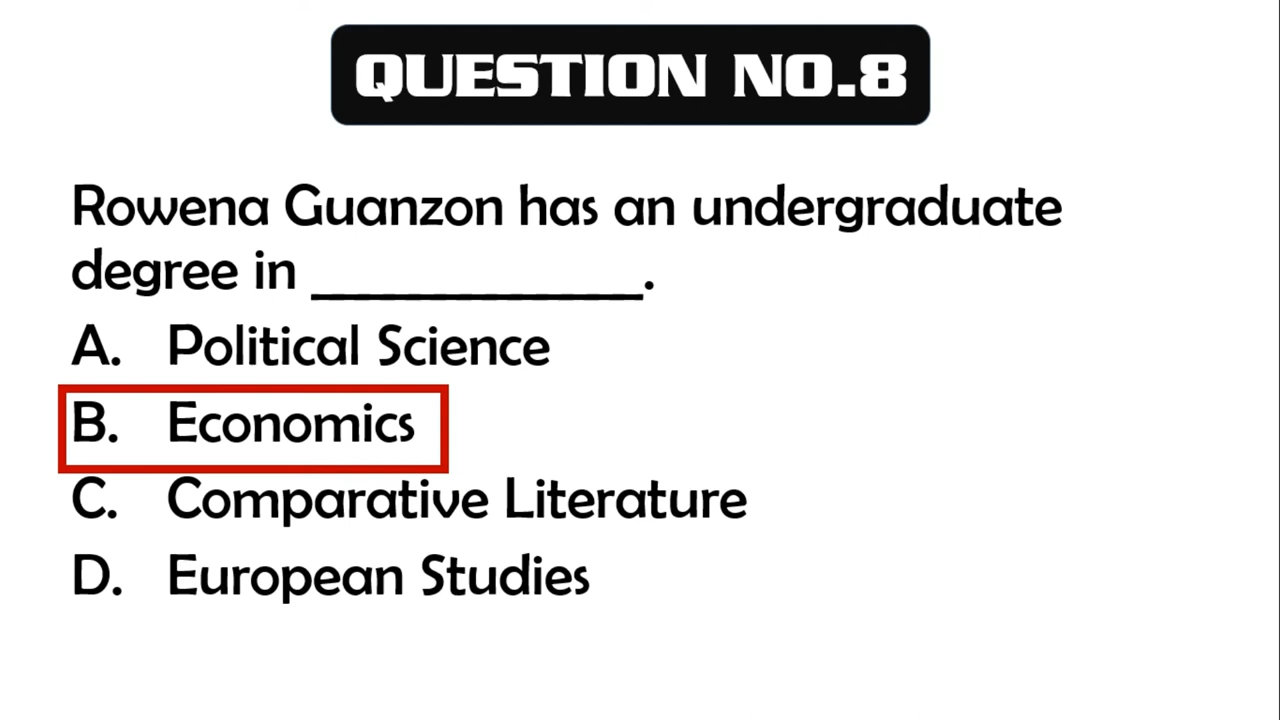 QUESTION NO.8
Rowena Guanzon has an undergraduate
degree in ____________.
A. Political Science
B. Economics
C. Comparative Literature
D. European Studies